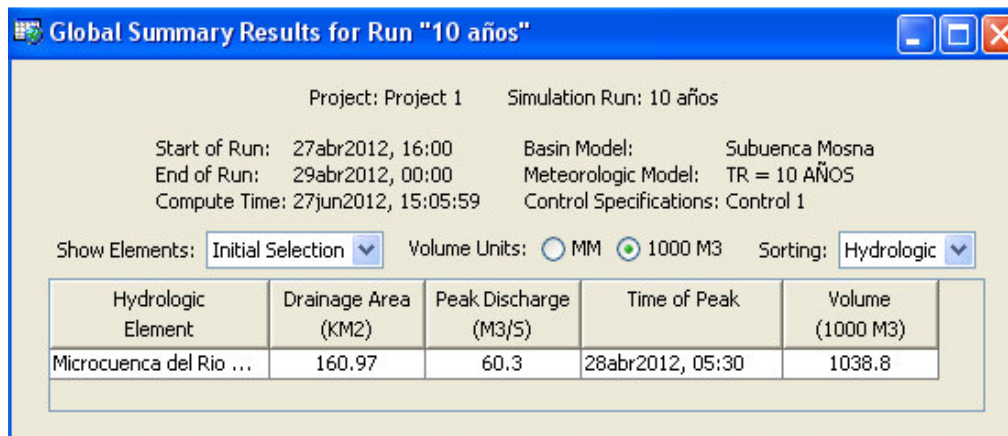 Global Summary Results for Run "10 años"
Project: Project 1 Simulation Run: 10 años
Start of Run: 27abr2012, 16:00 Basin Model: Subuenca Mosna
End of Run: 29abr2012, 00:00 Meteorologic Model: TR = 10 AÑOS
Compute Time: 27jun2012, 15:05:59 Control Specifications: Control 1
Show Elements: Initial Selection Volume Units: MM 1000 M3 Sorting: Hydrologic
Hydrologic Drainage Area Peak Discharge Time of Peak Volume
Element (KM2) (M3/S) (1000 M3)
Microcuenca del Rio ... 160.97 60.3 28abr2012, 05:30 1038.8